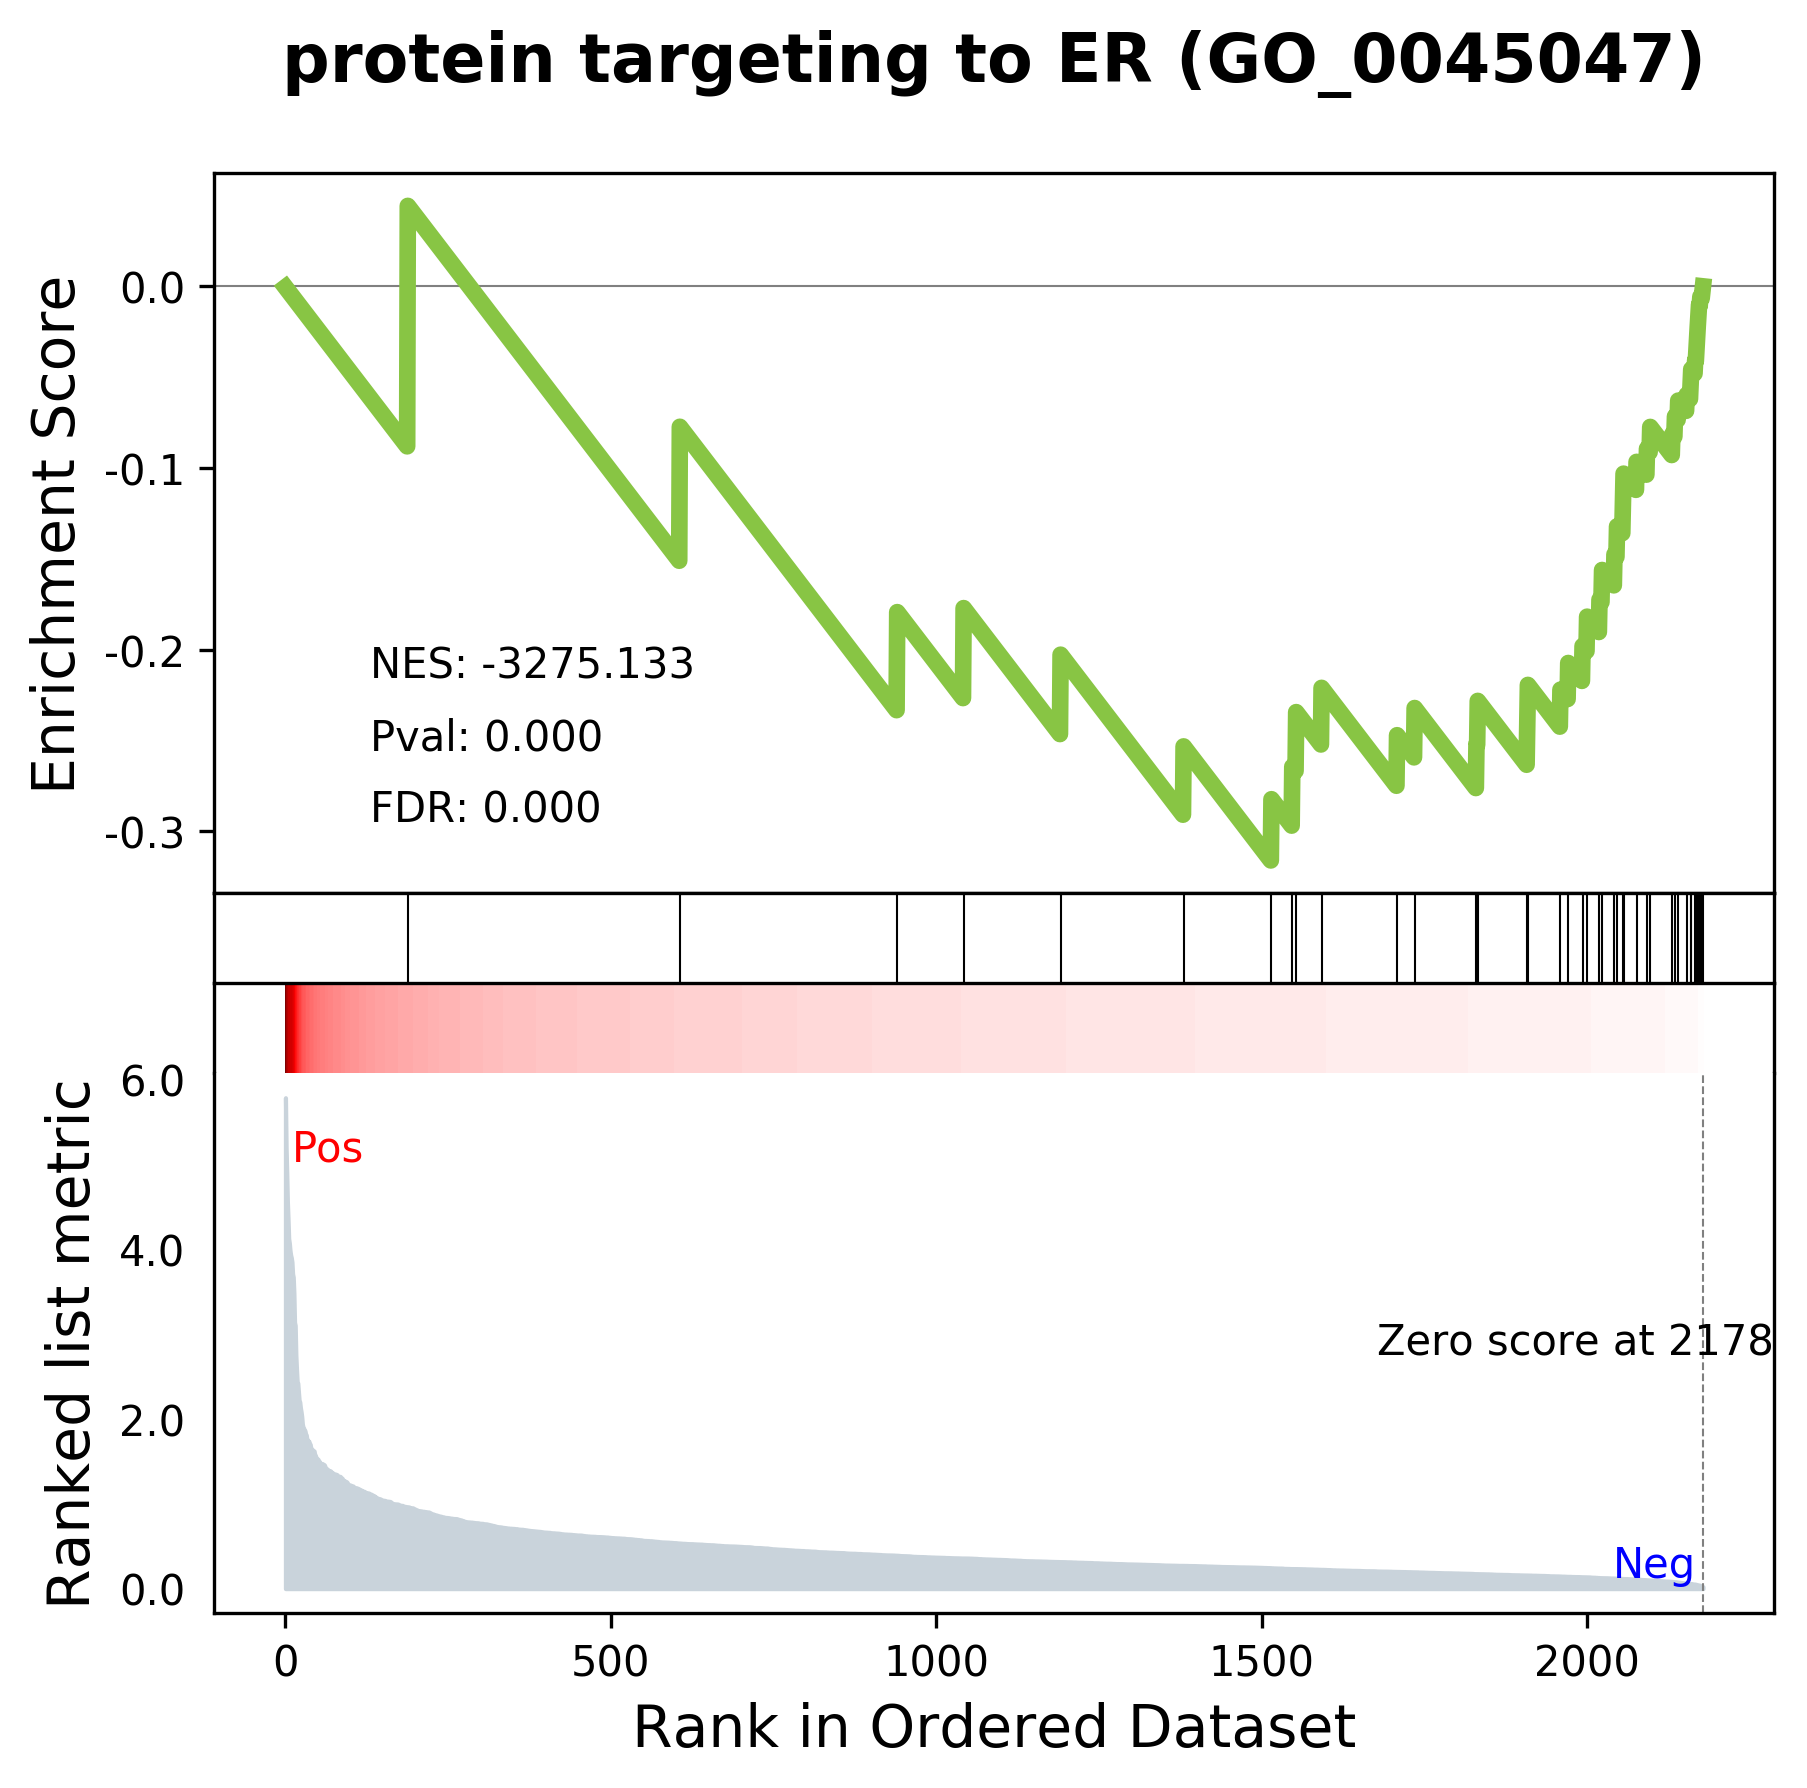 protein targeting to ER (GO_0045047)
Enrichment Score
0.0
-0.1
-0.2
-0.3
NES: -3275.133
Pval: 0.000
FDR: 0.000
Ranked list metric
6.0
4.0
2.0
0.0
Pos
Zero score at 2178
Neg
0 500 1000 1500 2000
Rank in Ordered Dataset